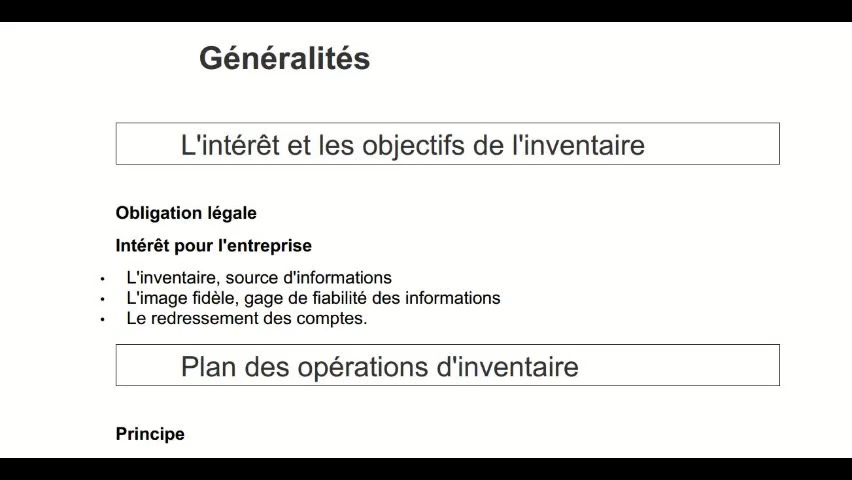 Généralités
L'intérêt et les objectifs de l'inventaire
Obligation légale
Intérêt pour l'entreprise
• L'inventaire, source d'informations
• L'image fidèle, gage de fiabilité des informations
• Le redressement des comptes.
Plan des opérations d'inventaire
Principe